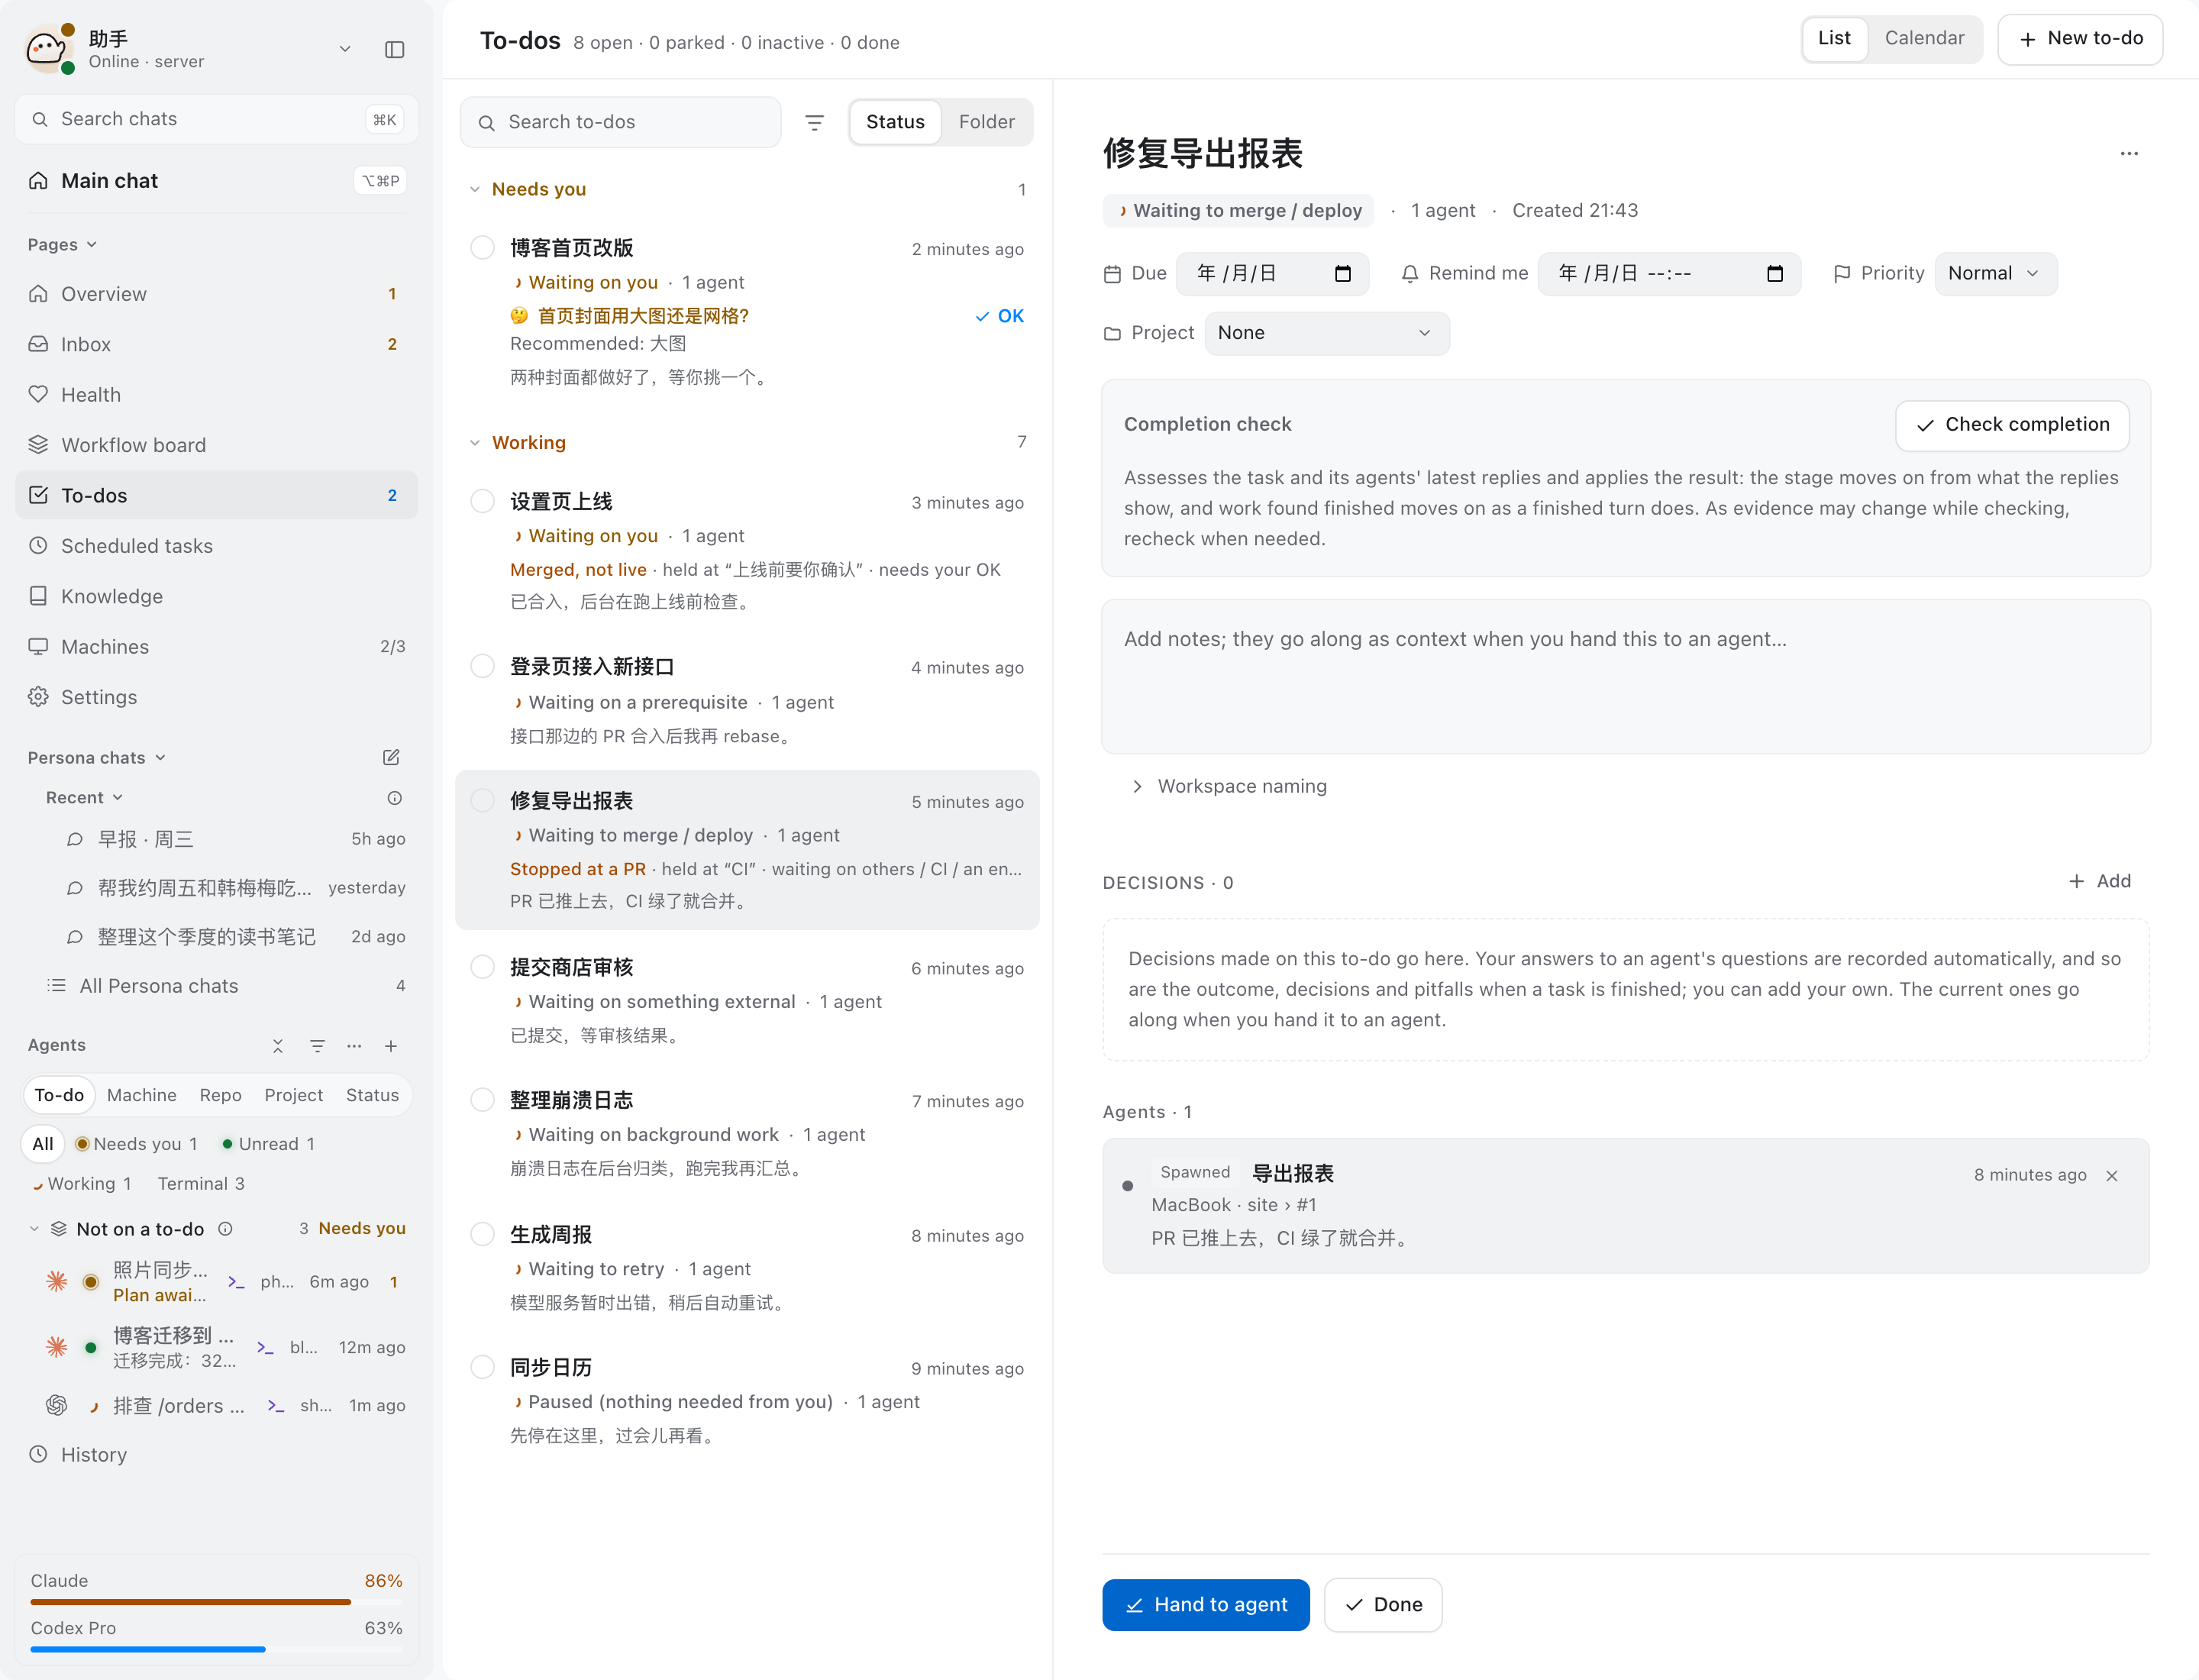 助手
Online · server
Search chats
⌘K
Main chat
⌥⌘P
Pages
Overview
1
Inbox
2
Health
Workflow board
To-dos
2
Scheduled tasks
Knowledge
Machines
2/3
Settings
Persona chats
Recent
早报 · 周三
5h ago
帮我约周五和韩梅梅吃...
yesterday
整理这个季度的读书笔记
2d ago
All Persona chats
4
Agents
To-do
Machine
Repo
Project
Status
All
Needs you 1
Unread 1
Working 1
Terminal 3
Not on a to-do
3 Needs you
照片同步...
Plan awai...
ph...
6m ago
1
博客迁移到 ...
迁移完成：32...
bl...
12m ago
排查 /orders ...
sh...
1m ago
History
Claude
86%
Codex Pro
63%
To-dos
8 open · 0 parked · 0 inactive · 0 done
List
Calendar
New to-do
Search to-dos
Status
Folder
Needs you
1
博客首页改版
2 minutes ago
Waiting on you · 1 agent
🤔 首页封面用大图还是网格?
OK
Recommended: 大图
两种封面都做好了，等你挑一个。
Working
7
设置页上线
3 minutes ago
Waiting on you · 1 agent
Merged, not live · held at “上线前要你确认” · needs your OK
已合入，后台在跑上线前检查。
登录页接入新接口
4 minutes ago
Waiting on a prerequisite · 1 agent
接口那边的 PR 合入后我再 rebase。
修复导出报表
5 minutes ago
Waiting to merge / deploy · 1 agent
Stopped at a PR · held at “CI” · waiting on others / CI / an en...
PR 已推上去，CI 绿了就合并。
提交商店审核
6 minutes ago
Waiting on something external · 1 agent
已提交，等审核结果。
整理崩溃日志
7 minutes ago
Waiting on background work · 1 agent
崩溃日志在后台归类，跑完我再汇总。
生成周报
8 minutes ago
Waiting to retry · 1 agent
模型服务暂时出错，稍后自动重试。
同步日历
9 minutes ago
Paused (nothing needed from you) · 1 agent
先停在这里，过会儿再看。
修复导出报表
Waiting to merge / deploy · 1 agent · Created 21:43
Due
年 /月/日
Remind me
年 /月/日 --:--
Priority
Normal
Project
None
Completion check
Check completion
Assesses the task and its agents' latest replies and applies the result: the stage moves on from what the replies
show, and work found finished moves on as a finished turn does. As evidence may change while checking,
recheck when needed.
Add notes; they go along as context when you hand this to an agent...
Workspace naming
DECISIONS · 0
Add
Decisions made on this to-do go here. Your answers to an agent's questions are recorded automatically, and so
are the outcome, decisions and pitfalls when a task is finished; you can add your own. The current ones go
along when you hand it to an agent.
Agents · 1
Spawned
导出报表
8 minutes ago
MacBook · site › #1
PR 已推上去，CI 绿了就合并。
Hand to agent
Done